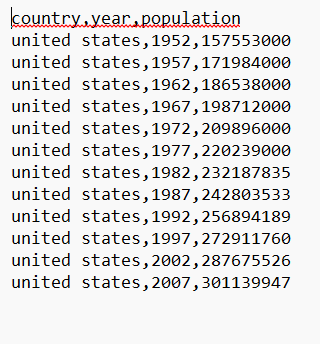 country,year,population
united states,1952,157553000
united states,1957,171984000
united states,1962,186538000
united states,1967,198712000
united states,1972,209896000
united states,1977,220239000
united states,1982,232187835
united states,1987,242803533
united states,1992,256894189
united states,1997,272911760
united states,2002,287675526
united states,2007,301139947